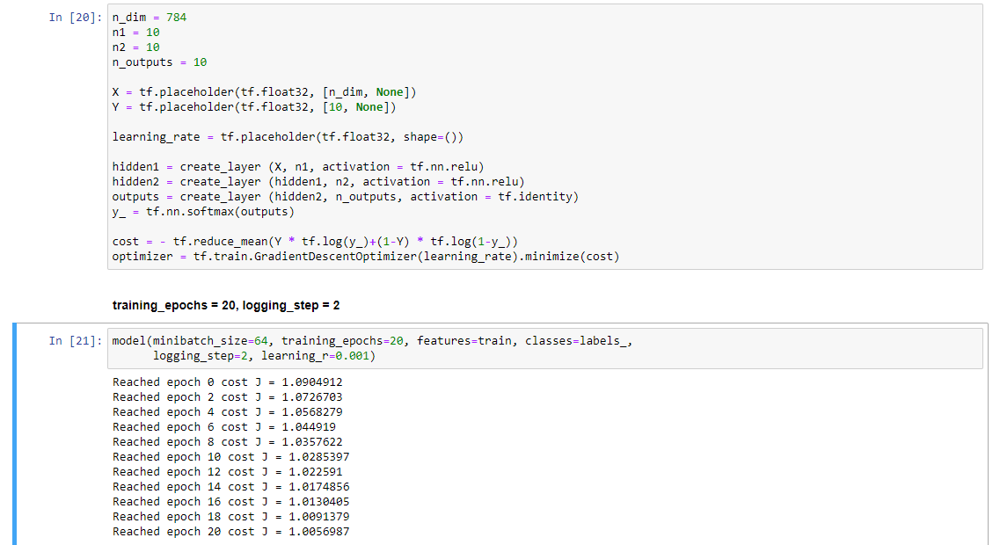 In [20]: n_dim = 784
n1 = 10
n2 = 10
n_outputs = 10
X = tf.placeholder(tf.float32, [n_dim, None])
Y = tf.placeholder(tf.float32, [10, None])
learning_rate = tf.placeholder(tf.float32, shape=())
hidden1 = create_layer (X, n1, activation = tf.nn.relu)
hidden2 = create_layer (hidden1, n2, activation = tf.nn.relu)
outputs = create_layer (hidden2, n_outputs, activation = tf.identity)
y_ = tf.nn.softmax(outputs)
cost = - tf.reduce_mean(Y * tf.log(y_)+(1-Y) * tf.log(1-y_))
optimizer = tf.train.GradientDescentOptimizer(learning_rate).minimize(cost)
training_epochs = 20, logging_step = 2
In [21]: model(minibatch_size=64, training_epochs=20, features=train, classes=labels_,
logging_step=2, learning_r=0.001)
Reached epoch 0 cost J = 1.0904912
Reached epoch 2 cost J = 1.0726703
Reached epoch 4 cost J = 1.0568279
Reached epoch 6 cost J = 1.044919
Reached epoch 8 cost J = 1.0357622
Reached epoch 10 cost J = 1.0285397
Reached epoch 12 cost J = 1.022591
Reached epoch 14 cost J = 1.0174856
Reached epoch 16 cost J = 1.0130405
Reached epoch 18 cost J = 1.0091379
Reached epoch 20 cost J = 1.0056987